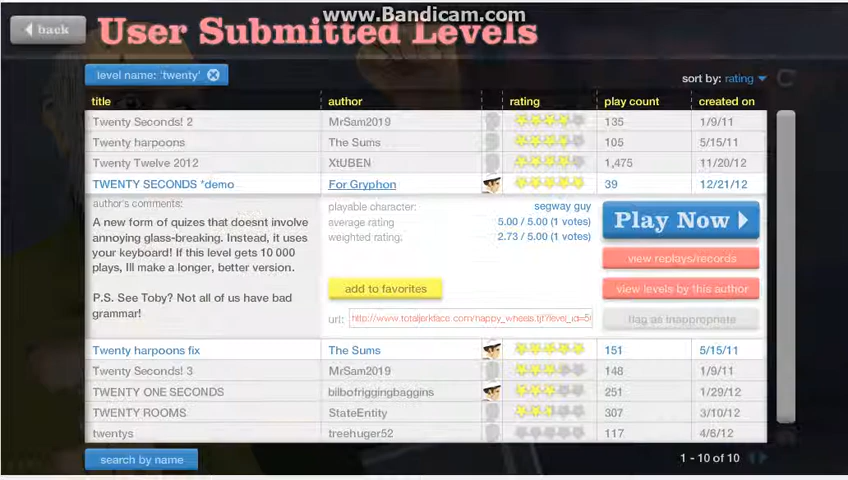 www.Bandicam.com
back
User Submitted Levels
level name: 'twenty'
sort by: rating
title author rating play count created on
Twenty Seconds! 2 MrSam2019 135 1/9/11
Twenty harpoons The Sums 105 5/15/11
Twenty Twelve 2012 XtUBEN 1,475 11/20/12
TWENTY SECONDS *demo For Gryphon 39 12/21/12
author's comments:
A new form of quizes that doesnt involve
annoying glass-breaking. Instead, it uses
your keyboard! If this level gets 10 000
plays, Ill make a longer, better version.
P.S. See Toby? Not all of us have bad
grammar!
playable character: segway guy
average rating 5.00 / 5.00 (1 votes)
weighted rating: 2.73 / 5.00 (1 votes)
add to favorites
url: http://www.totaljerkface.com/happy_wheels.tjf?level_id=5
Play Now
view replays/records
view levels by this author
flag as inappropriate
Twenty harpoons fix The Sums 151 5/15/11
Twenty Seconds! 3 MrSam2019 148 1/9/11
TWENTY ONE SECONDS bilbofriggingbaggins 251 1/29/12
TWENTY ROOMS StateEntity 307 3/10/12
twentys treehuger52 117 4/6/12
search by name
1 - 10 of 10